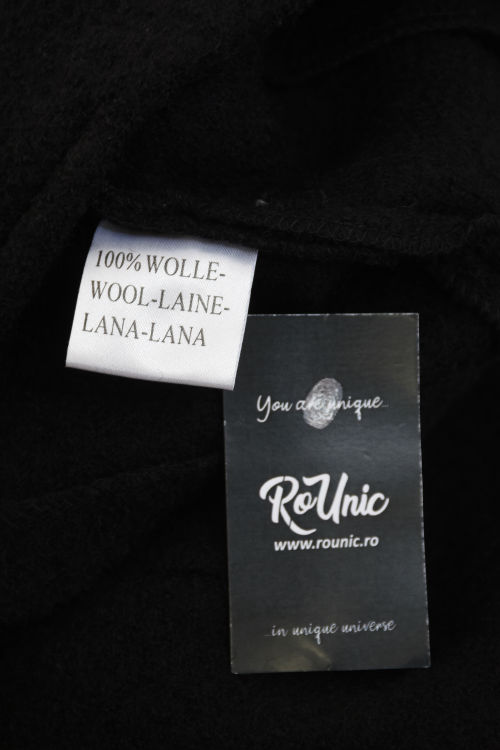 100% WOLLE-
WOOL-LAINE-
LANA-LANA
You are unique...
RoUnic
www.rounic.ro
...in unique universe